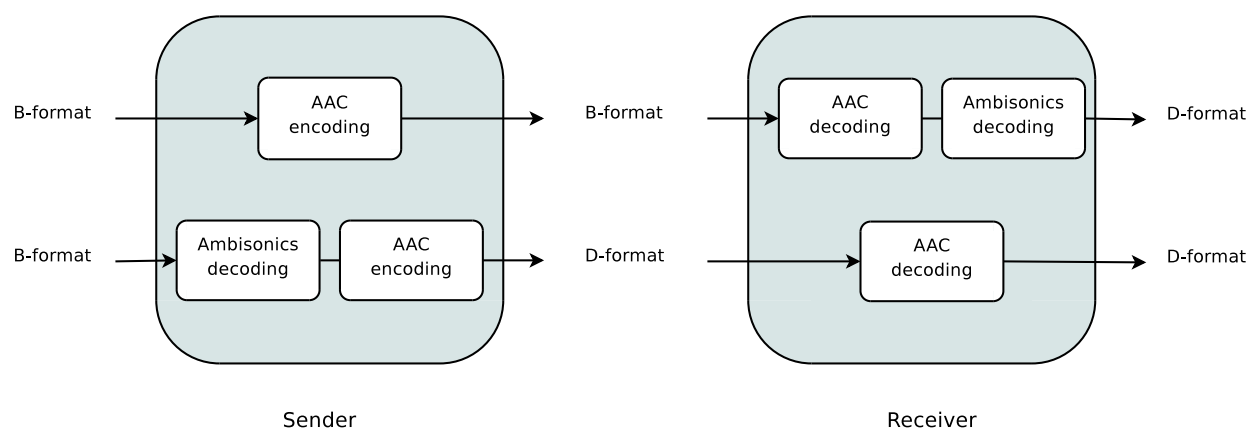 B-format
AAC
encoding
B-format
AAC
decoding
Ambisonics
decoding
D-format
B-format
Ambisonics
decoding
AAC
encoding
D-format
AAC
decoding
D-format
Sender
Receiver